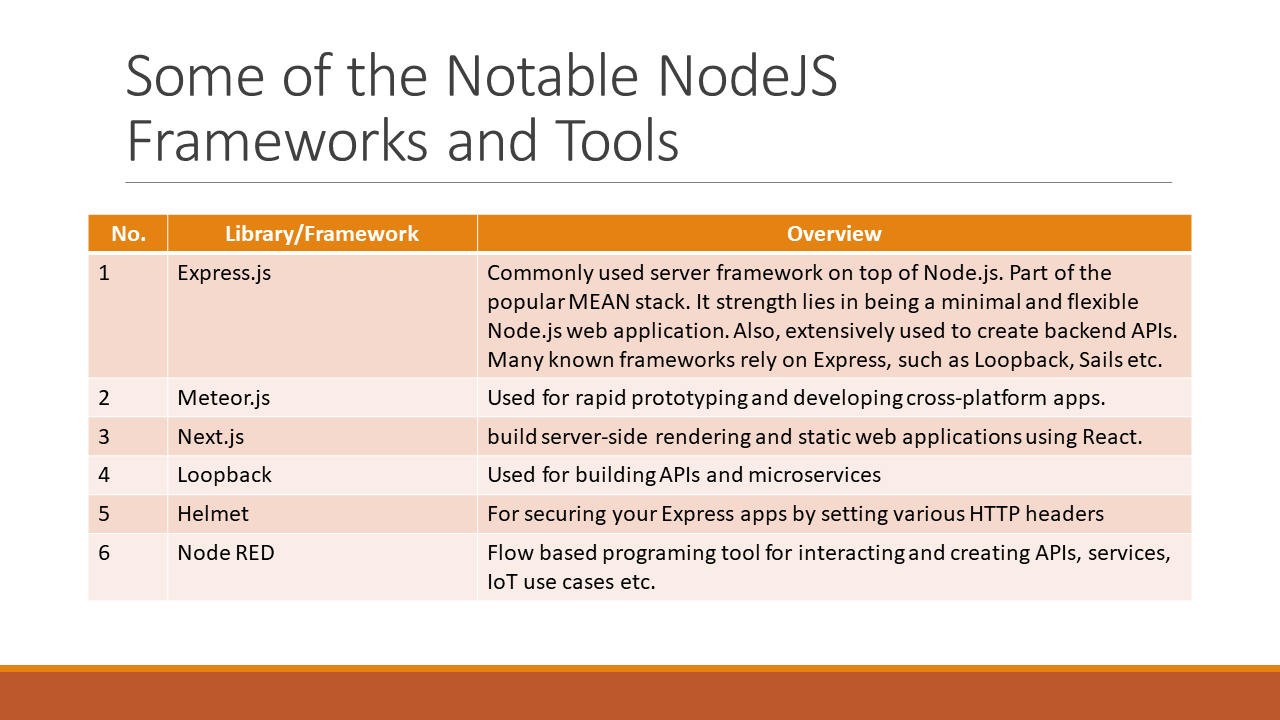 Some of the Notable NodeJS
Frameworks and Tools
No. Library/Framework Overview
1 Express.js Commonly used server framework on top of Node.js. Part of the
popular MEAN stack. It strength lies in being a minimal and flexible
Node.js web application. Also, extensively used to create backend APIs.
Many known frameworks rely on Express, such as Loopback, Sails etc.
2 Meteor.js Used for rapid prototyping and developing cross-platform apps.
3 Next.js build server-side rendering and static web applications using React.
4 Loopback Used for building APIs and microservices
5 Helmet For securing your Express apps by setting various HTTP headers
6 Node RED Flow based programing tool for interacting and creating APIs, services,
IoT use cases etc.